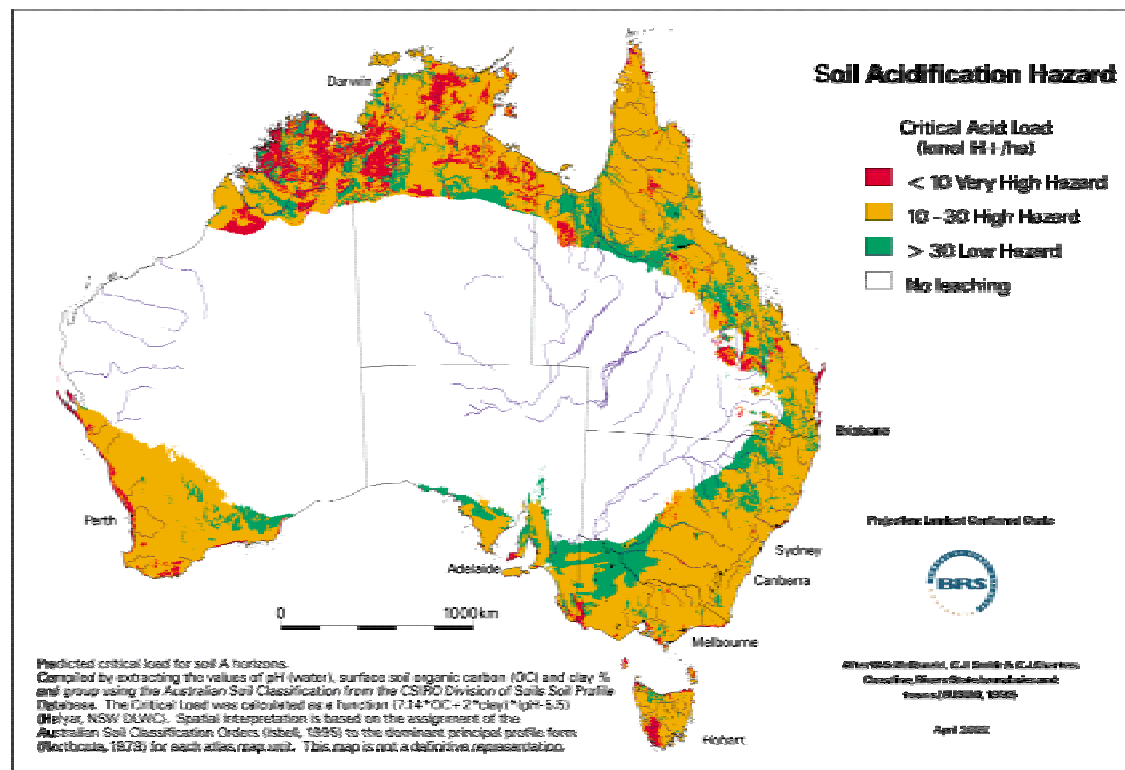 Soil Acidification Hazard
Critical Acid Load
(kmol H+/ha)
< 10 Very High Hazard
10 - 30 High Hazard
> 30 Low Hazard
No leaching
Darwin
Brisbane
Perth
Adelaide
Sydney
Canberra
Melbourne
Hobart
0 1000km
BRS
Predicted critical load for soil A horizons.
Compiled by extracting the values of pH (water), surface soil organic carbon (OC) and clay %
and group using the Australian Soil Classification from the CSIRO Division of Soils Soil Profile
Database. The Critical Load was calculated as a function (7.14*OC+2*clay)*(pH-5.5)
(Helyar, NSW DLWC). Spatial interpretation is based on the assignment of the
Australian Soil Classification Orders (Isbell, 1996) to the dominant principal profile form
(Northcote, 1979) for each atlas map unit. This map is not a definitive representation.
Projection:
April